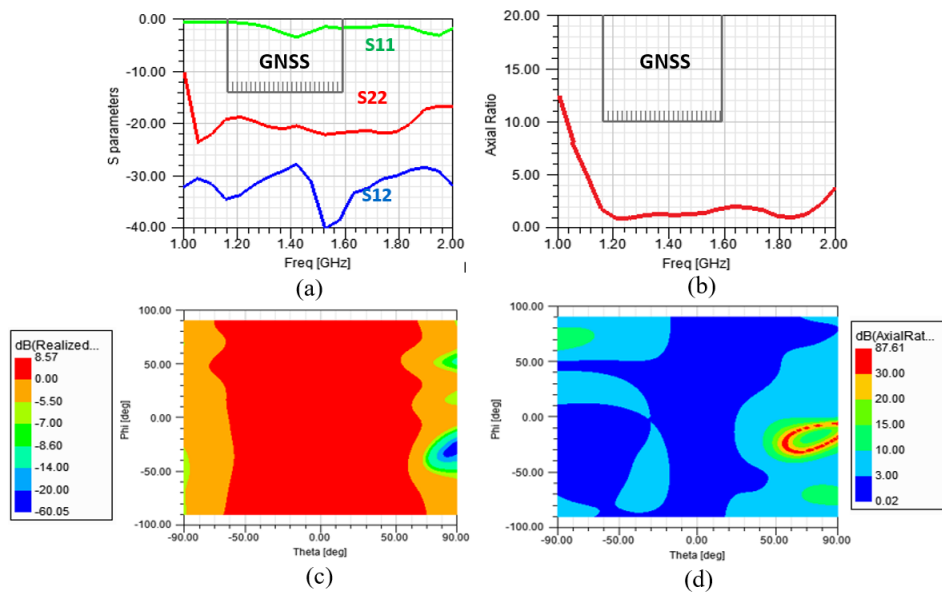 0.00
-10.00
-20.00
-30.00
-40.00
S parameters
GNSS
S11
S22
S12
1.00 1.20 1.40 1.60 1.80 2.00
Freq [GHz]
(a)
20.00
15.00
10.00
5.00
0.00
Axial Ratio
GNSS
1.00 1.20 1.40 1.60 1.80 2.00
Freq [GHz]
(b)
dB(Realized...
8.57
0.00
-5.50
-7.00
-8.60
-14.00
-20.00
-60.05
100.00
50.00
0.00
-50.00
-100.00
Phi [deg]
-90.00 -50.00 0.00 50.00 90.00
Theta [deg]
(c)
100.00
50.00
0.00
-50.00
-100.00
Phi [deg]
-90.00 -50.00 0.00 50.00 90.00
Theta [deg]
(d)
dB(AxialRat...
87.61
30.00
20.00
15.00
10.00
3.00
0.02